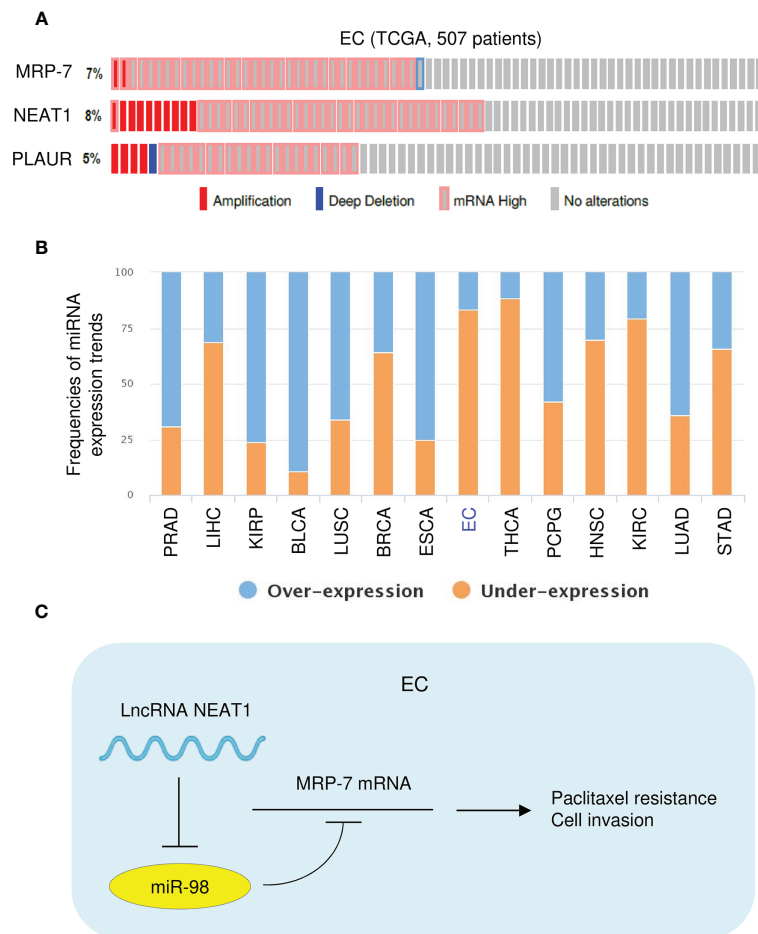 A
EC (TCGA, 507 patients)
MRP-7 7%
NEAT1 8%
PLAUR 5%
Amplification Deep Deletion mRNA High No alterations
B
Frequencies of miRNA
expression trends
100
75
50
25
0
PRAD LIHC KIRP BLCA LUSC BRCA ESCA EC THCA PCPG HNSC KIRC LUAD STAD
Over-expression Under-expression
C
EC
LncRNA NEAT1
MRP-7 mRNA
Paclitaxel resistance
Cell invasion
miR-98